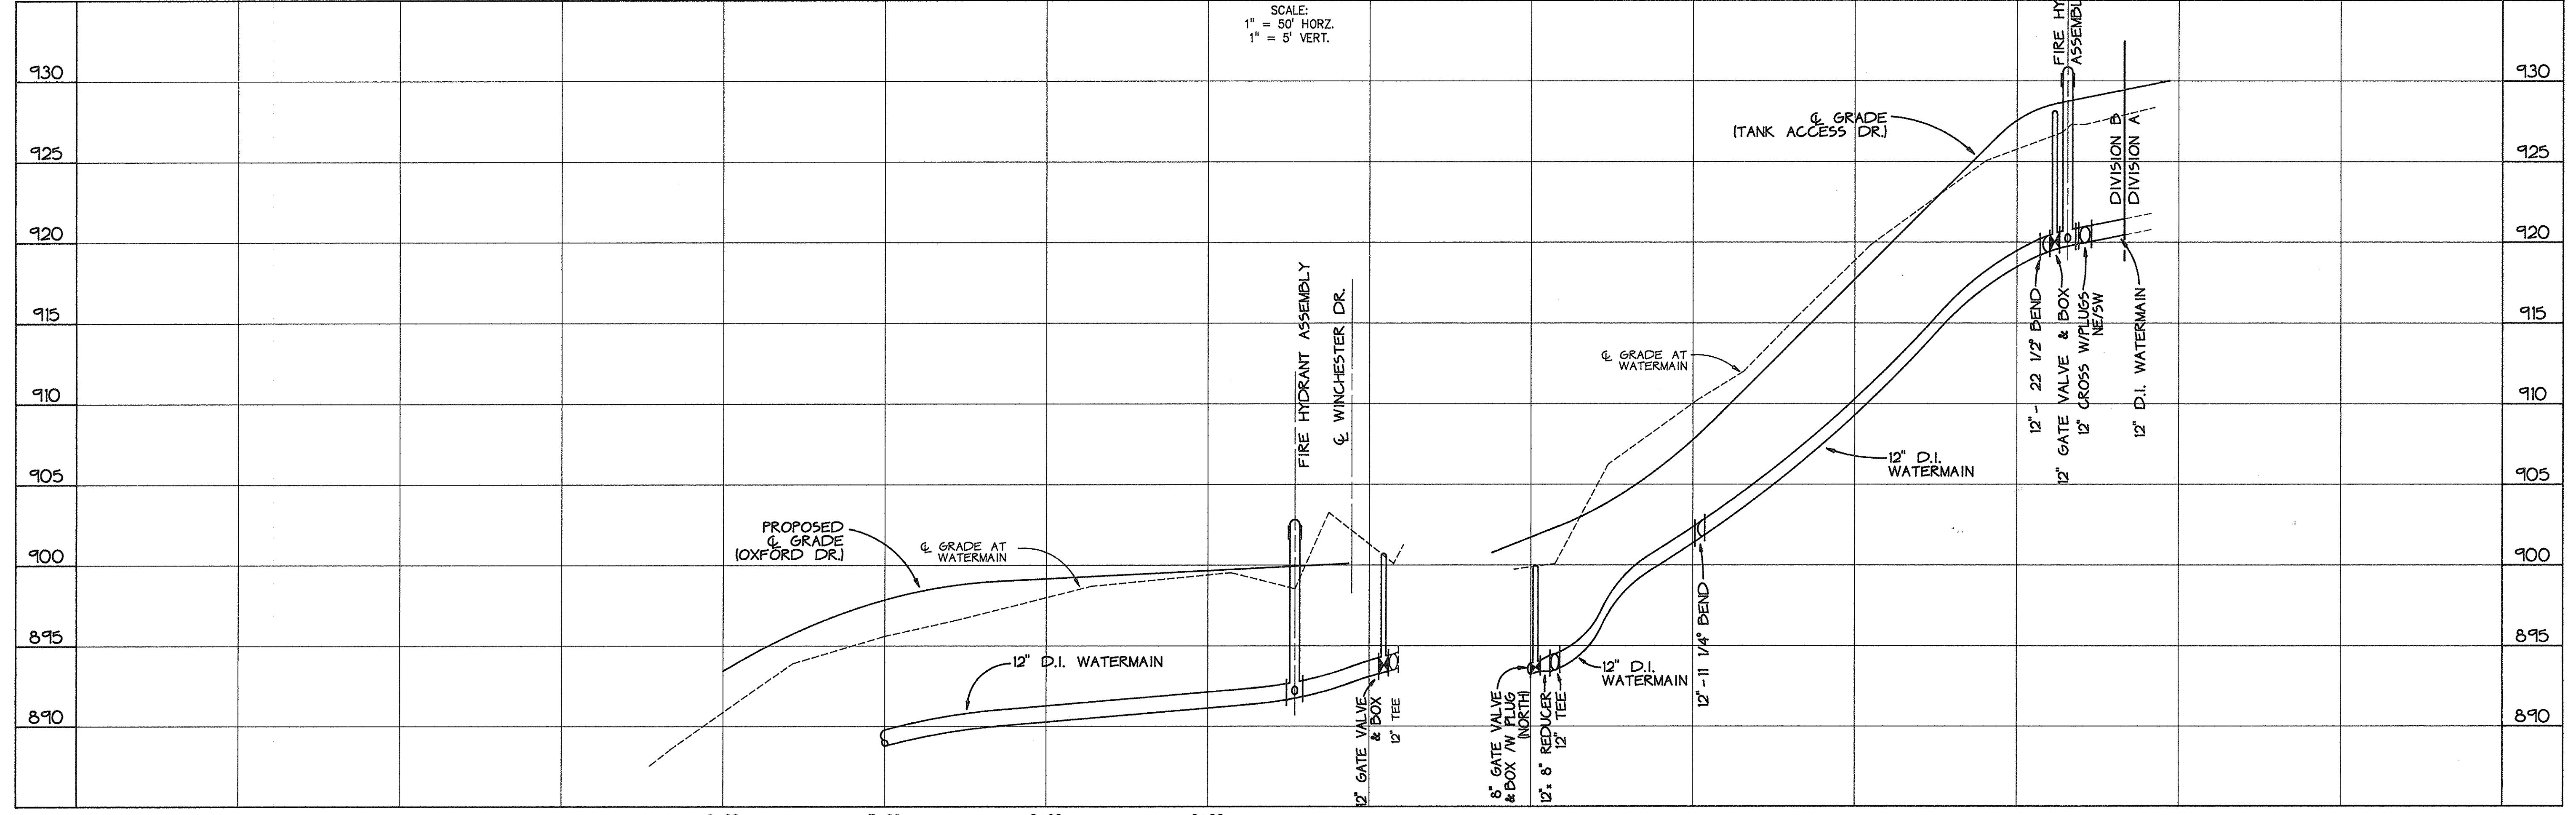 SCALE:
1" = 50' HORZ.
1" = 5' VERT.
930
925
920
915
910
905
900
895
890
PROPOSED
℄ GRADE
(OXFORD DR.)
℄ GRADE AT
WATERMAIN
12" D.I. WATERMAIN
FIRE HYDRANT ASSEMBLY
℄ WINCHESTER DR.
12" GATE VALVE
& BOX
12" TEE
8" GATE VALVE
& BOX /W PLUG
(NORTH)
12"x 8" REDUCER
12" TEE
12" D.I.
WATERMAIN
12" -11 1/4° BEND
℄ GRADE AT
WATERMAIN
℄ GRADE
(TANK ACCESS DR.)
12" D.I.
WATERMAIN
FIRE HY
ASSEMBL
DIVISION B
DIVISION A
12" - 22 1/2° BEND
12" GATE VALVE & BOX
12" CROSS W/PLUGS
NE/SW
12" D.I. WATERMAIN
930
925
920
915
910
905
900
895
890